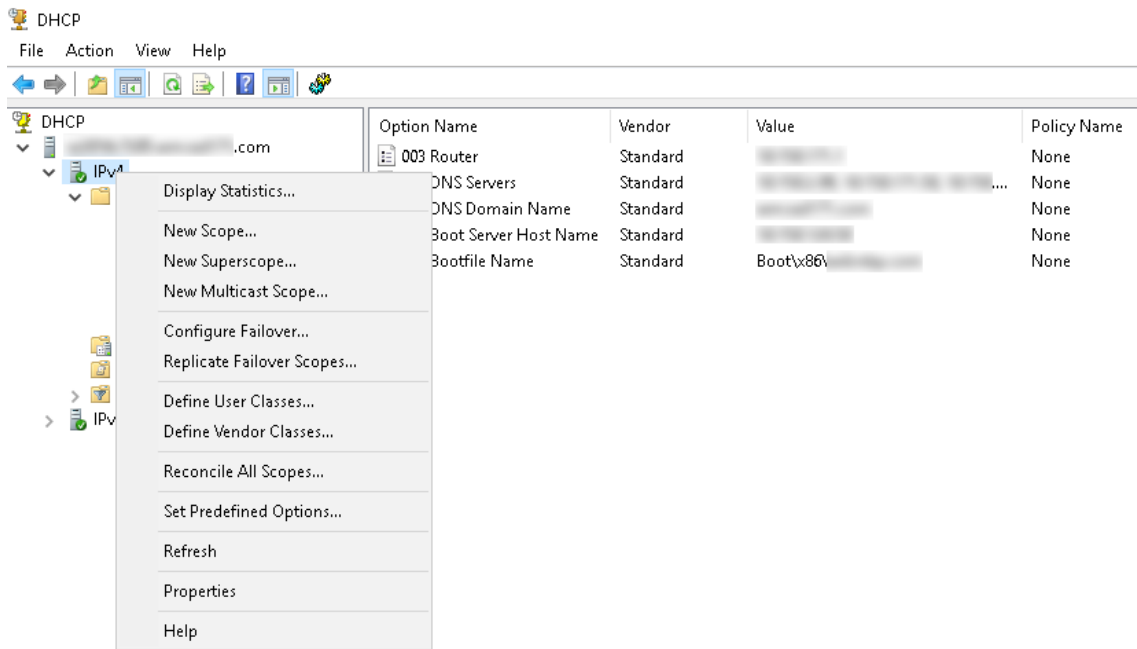 DHCP
File Action View Help
DHCP
.com
IPv4
IPv
Display Statistics...
New Scope...
New Superscope...
New Multicast Scope...
Configure Failover...
Replicate Failover Scopes...
Define User Classes...
Define Vendor Classes...
Reconcile All Scopes...
Set Predefined Options...
Refresh
Properties
Help
Option Name Vendor Value Policy Name
003 Router Standard None
DNS Servers Standard ... None
DNS Domain Name Standard None
Boot Server Host Name Standard None
Bootfile Name Standard Boot\x86\ None